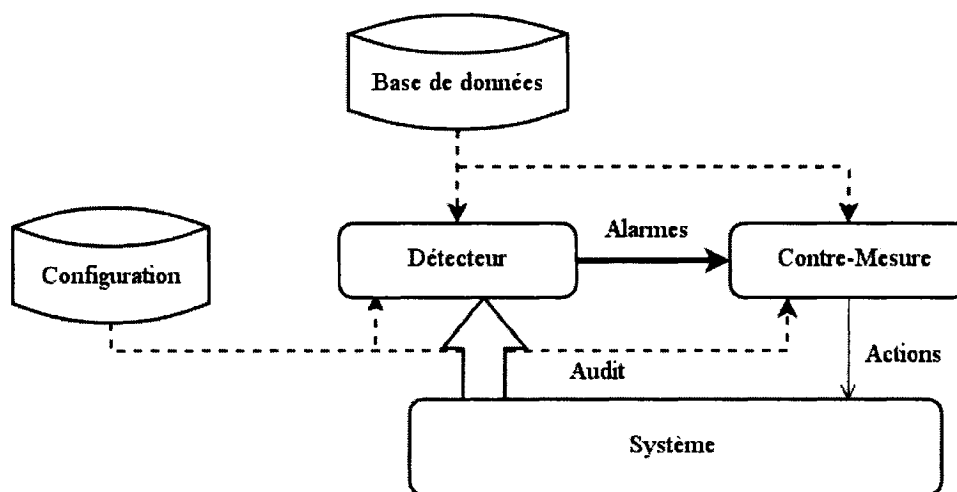 Base de données
Configuration
Détecteur
Alarmes
Contre-Mesure
Audit
Actions
Système